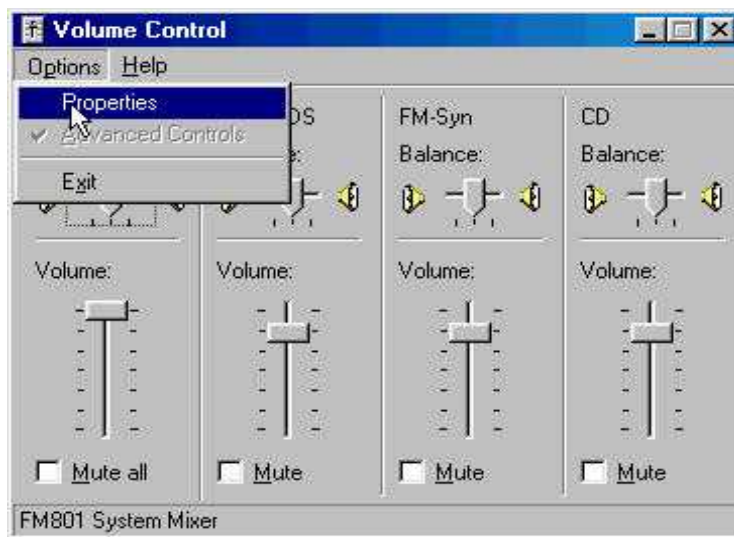 Volume Control
Options Help
Properties
Advanced Controls
Exit
FM-Syn CD
Balance: Balance:
Volume: Volume: Volume: Volume:
Mute all Mute Mute Mute
FM801 System Mixer